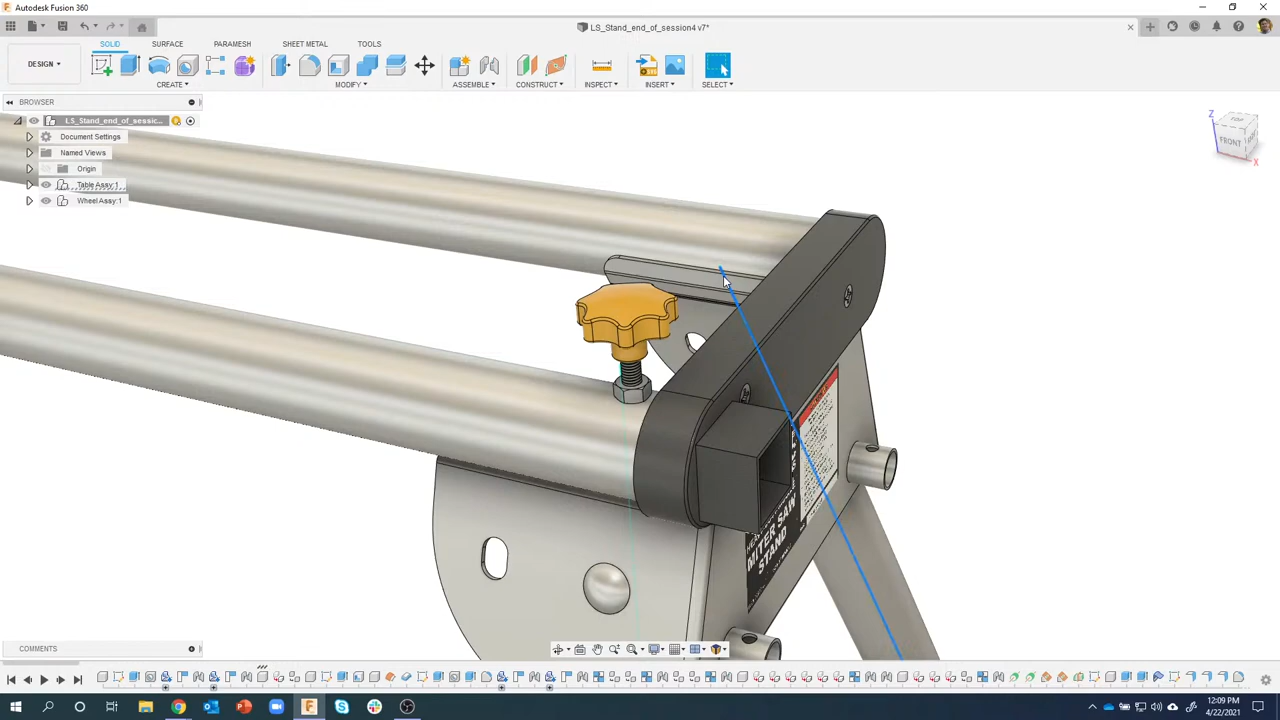 Autodesk Fusion 360
LS_Stand_end_of_session4 v7*
DESIGN
SOLID
SURFACE
PARAMESH
SHEET METAL
TOOLS
CREATE
MODIFY
ASSEMBLE
CONSTRUCT
INSPECT
INSERT
SELECT
BROWSER
LS_Stand_end_of_sessic...
Document Settings
Named Views
Origin
Table Assy:1
Wheel Assy:1
TOP
FRONT
Z
X
MITER SAW
STAND
COMMENTS
12:09 PM
4/22/2021